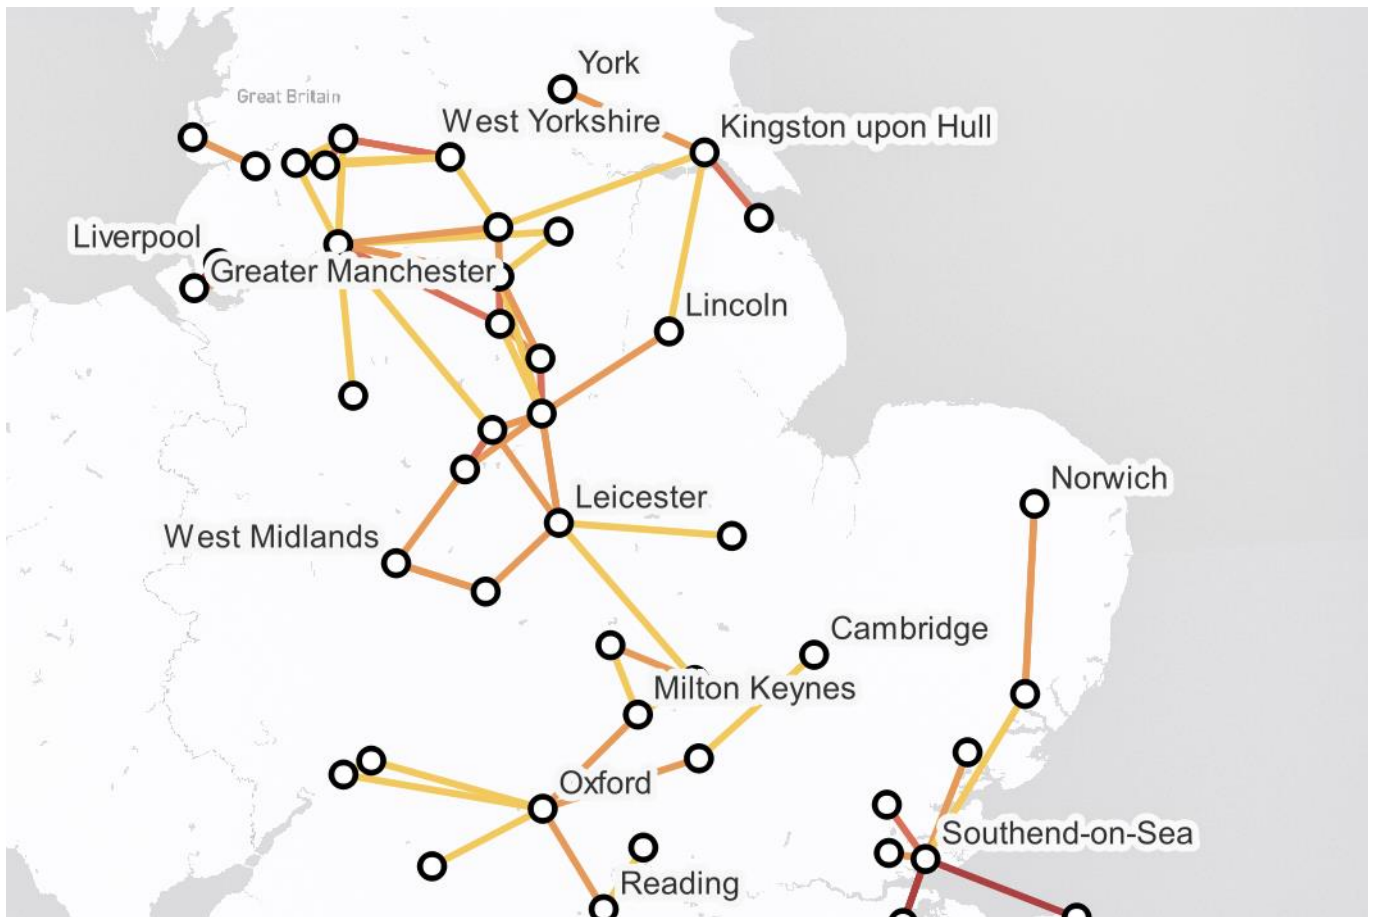 York
Great Britain
West Yorkshire
Kingston upon Hull
Liverpool
Greater Manchester
Lincoln
Norwich
Leicester
West Midlands
Cambridge
Milton Keynes
Oxford
Southend-on-Sea
Reading